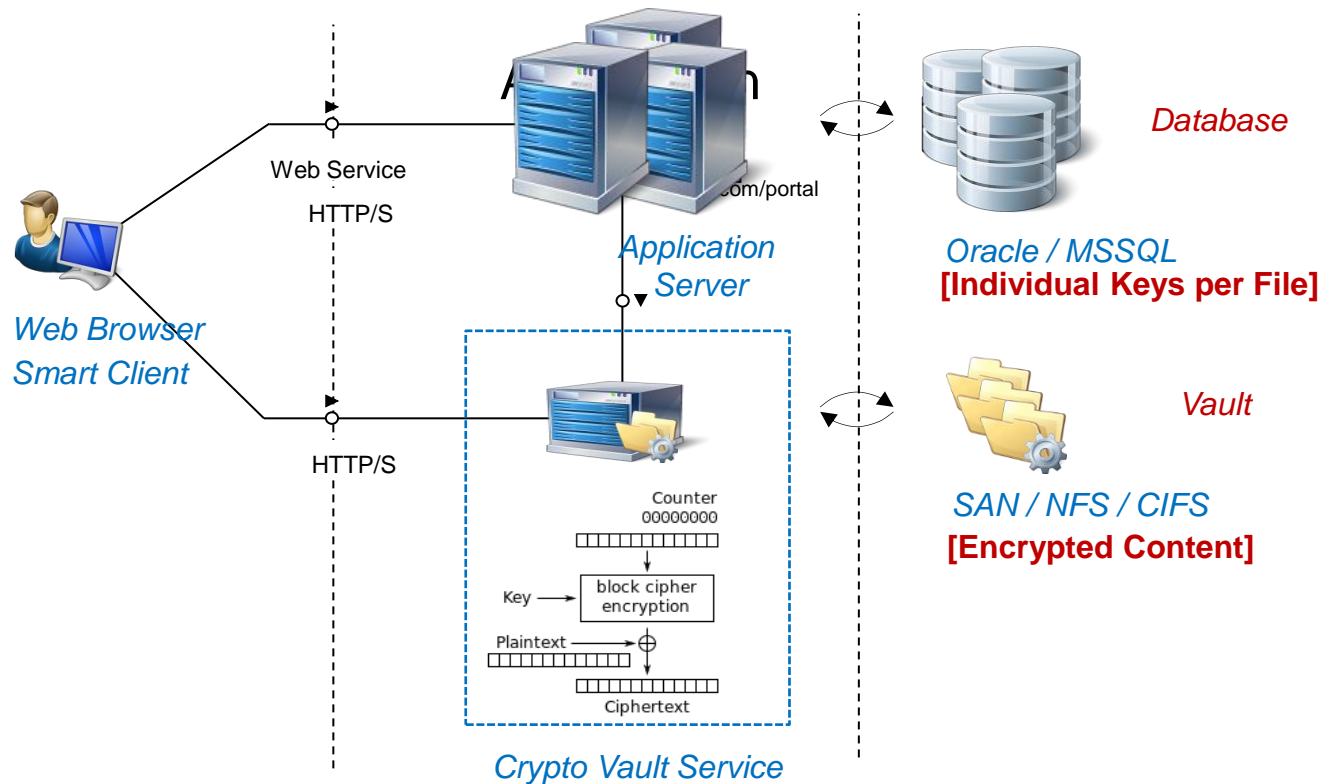 Database
Web Service
HTTP/S
com/portal
Application
Server
Oracle / MSSQL
[Individual Keys per File]
Web Browser
Smart Client
Vault
HTTP/S
SAN / NFS / CIFS
[Encrypted Content]
Counter
00000000
Key
block cipher
encryption
Plaintext
Ciphertext
Crypto Vault Service